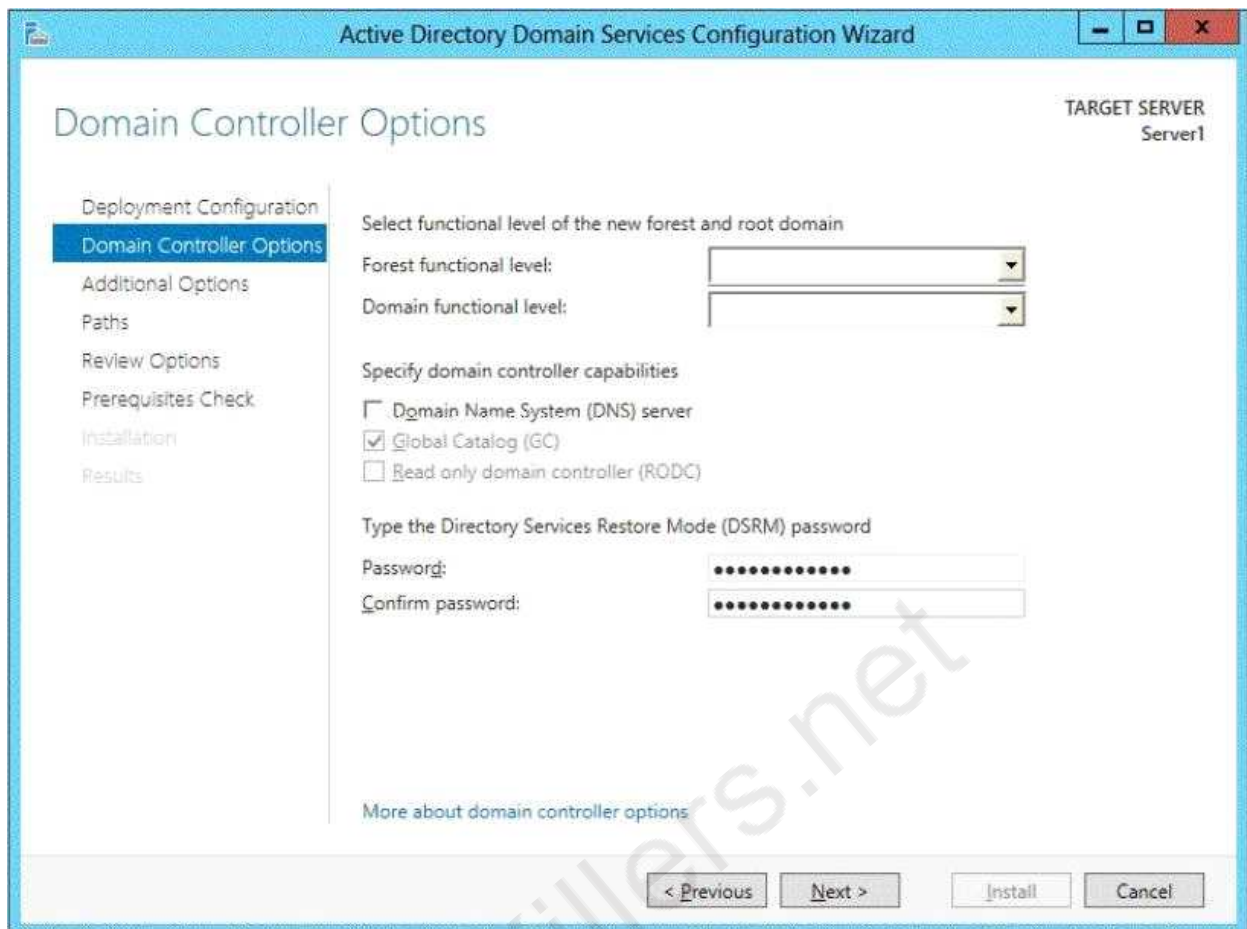 Active Directory Domain Services Configuration Wizard
Domain Controller Options
TARGET SERVER
Server1
Deployment Configuration
Domain Controller Options
Additional Options
Paths
Review Options
Prerequisites Check
Installation
Results
Select functional level of the new forest and root domain
Forest functional level:
Domain functional level:
Specify domain controller capabilities
Domain Name System (DNS) server
Global Catalog (GC)
Read only domain controller (RODC)
Type the Directory Services Restore Mode (DSRM) password
Password:
••••••••••••
Confirm password:
••••••••••••
More about domain controller options
< Previous
Next >
Install
Cancel